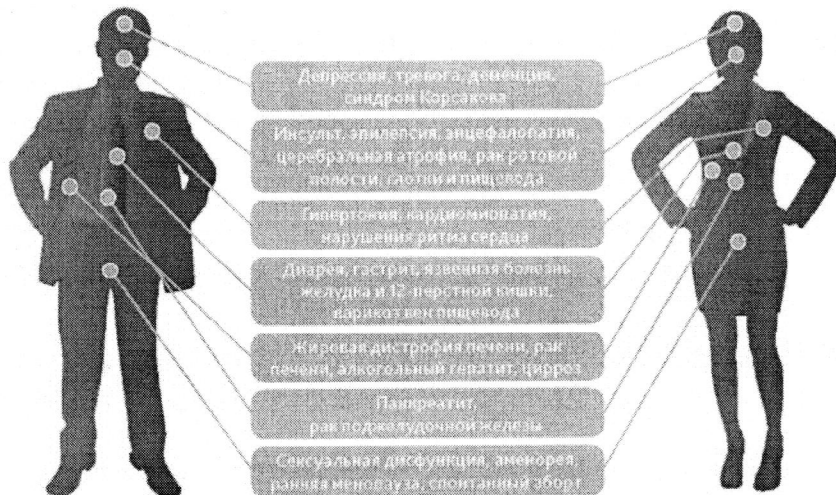 Депрессия, тревога, деменция,
синдром Корсакова
Инсульт, эпилепсия, энцефалопатия,
церебральная атрофия, рак ротовой
полости, глотки и пищевода
Гипертония, кардиомиопатия,
нарушения ритма сердца
Диарея, гастрит, язвенная болезнь
желудка и 12-перстной кишки,
варикоз вен пищевода
Жировая дистрофия печени, рак
печени, алкогольный гепатит, цирроз
Панкреатит,
рак поджелудочной железы
Сексуальная дисфункция, аменорея,
ранняя менопауза, спонтанный аборт